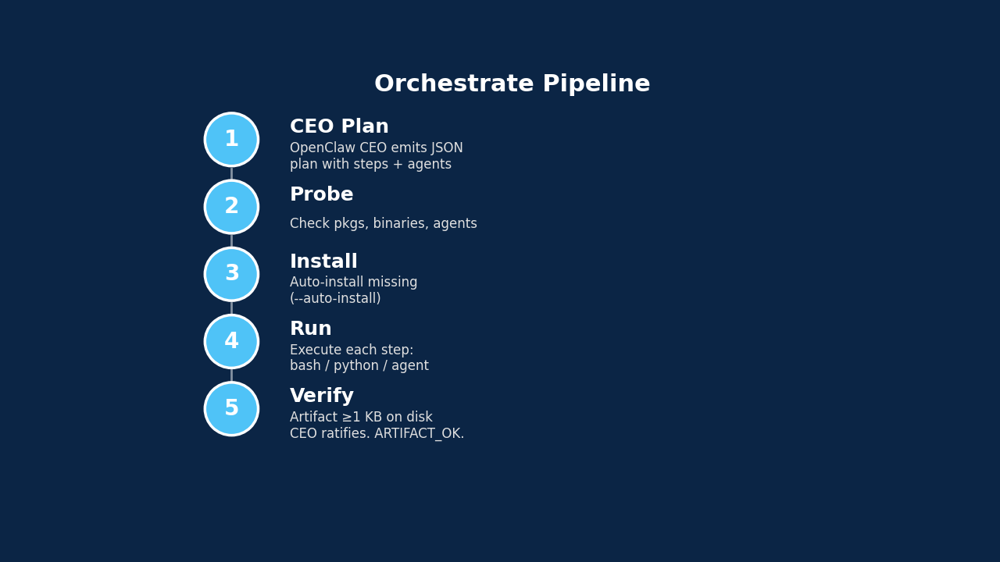 Orchestrate Pipeline
1
CEO Plan
OpenClaw CEO emits JSON
plan with steps + agents
2
Probe
Check pkgs, binaries, agents
3
Install
Auto-install missing
(--auto-install)
4
Run
Execute each step:
bash / python / agent
5
Verify
Artifact ≥1 KB on disk
CEO ratifies. ARTIFACT_OK.